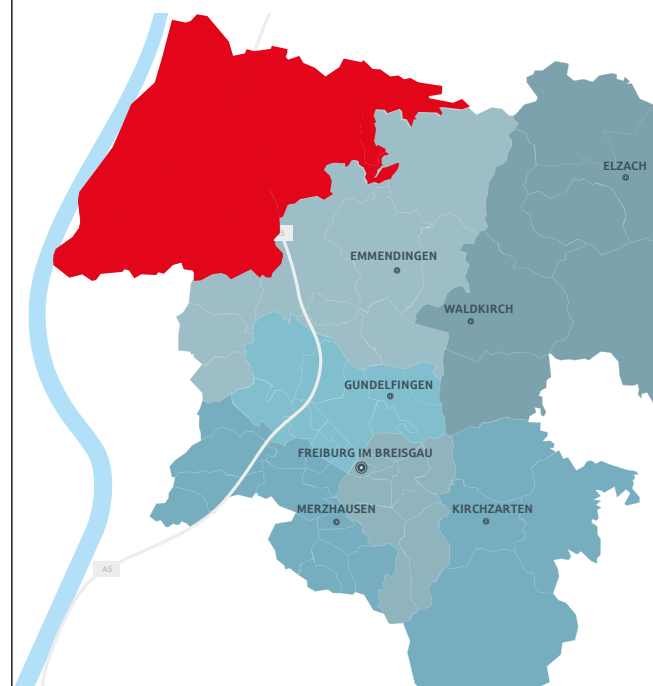 ELZACH
EMMENDINGEN
WALDKIRCH
GUNDELFINGEN
FREIBURG IM BREISGAU
MERZHAUSEN
KIRCHZARTEN
A5